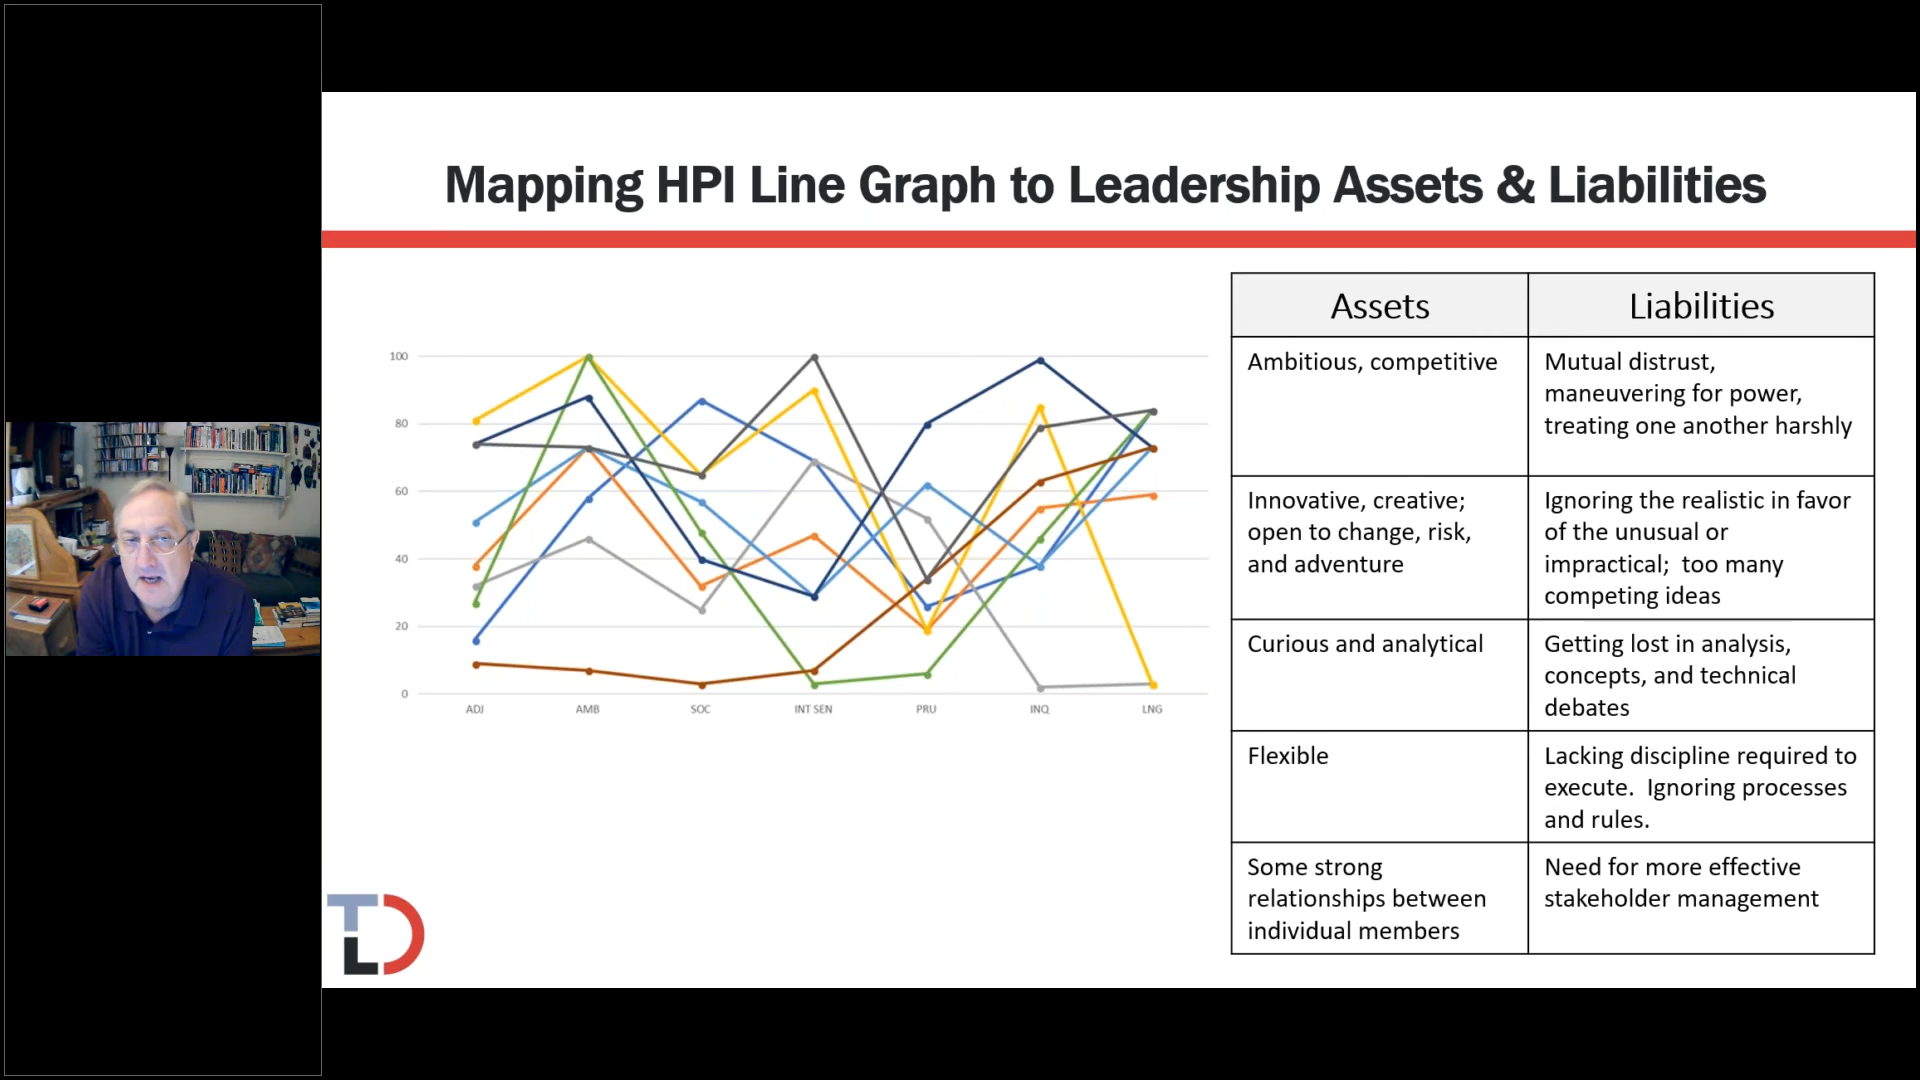 Mapping HPI Line Graph to Leadership Assets & Liabilities
100
80
60
40
20
0
ADJ AMB SOC INT SEN PRU INQ LNG
Assets Liabilities
Ambitious, competitive
Mutual distrust,
maneuvering for power,
treating one another harshly
Innovative, creative;
open to change, risk,
and adventure
Ignoring the realistic in favor
of the unusual or
impractical; too many
competing ideas
Curious and analytical
Getting lost in analysis,
concepts, and technical
debates
Flexible
Lacking discipline required to
execute. Ignoring processes
and rules.
Some strong
relationships between
individual members
Need for more effective
stakeholder management
TLD